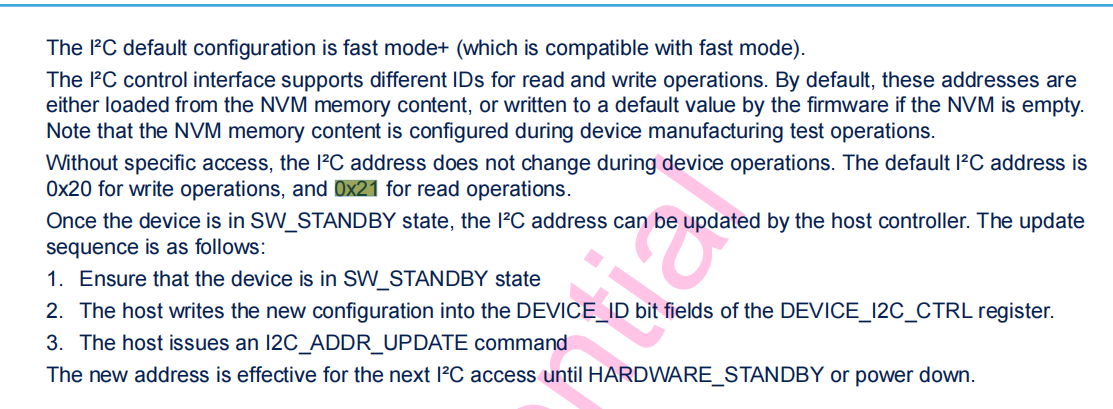 The I²C default configuration is fast mode+ (which is compatible with fast mode).
The I²C control interface supports different IDs for read and write operations. By default, these addresses are
either loaded from the NVM memory content, or written to a default value by the firmware if the NVM is empty.
Note that the NVM memory content is configured during device manufacturing test operations.
Without specific access, the I²C address does not change during device operations. The default I²C address is
0x20 for write operations, and 0x21 for read operations.
Once the device is in SW_STANDBY state, the I²C address can be updated by the host controller. The update
sequence is as follows:
1. Ensure that the device is in SW_STANDBY state
2. The host writes the new configuration into the DEVICE_ID bit fields of the DEVICE_I2C_CTRL register.
3. The host issues an I2C_ADDR_UPDATE command
The new address is effective for the next I²C access until HARDWARE_STANDBY or power down.
ential